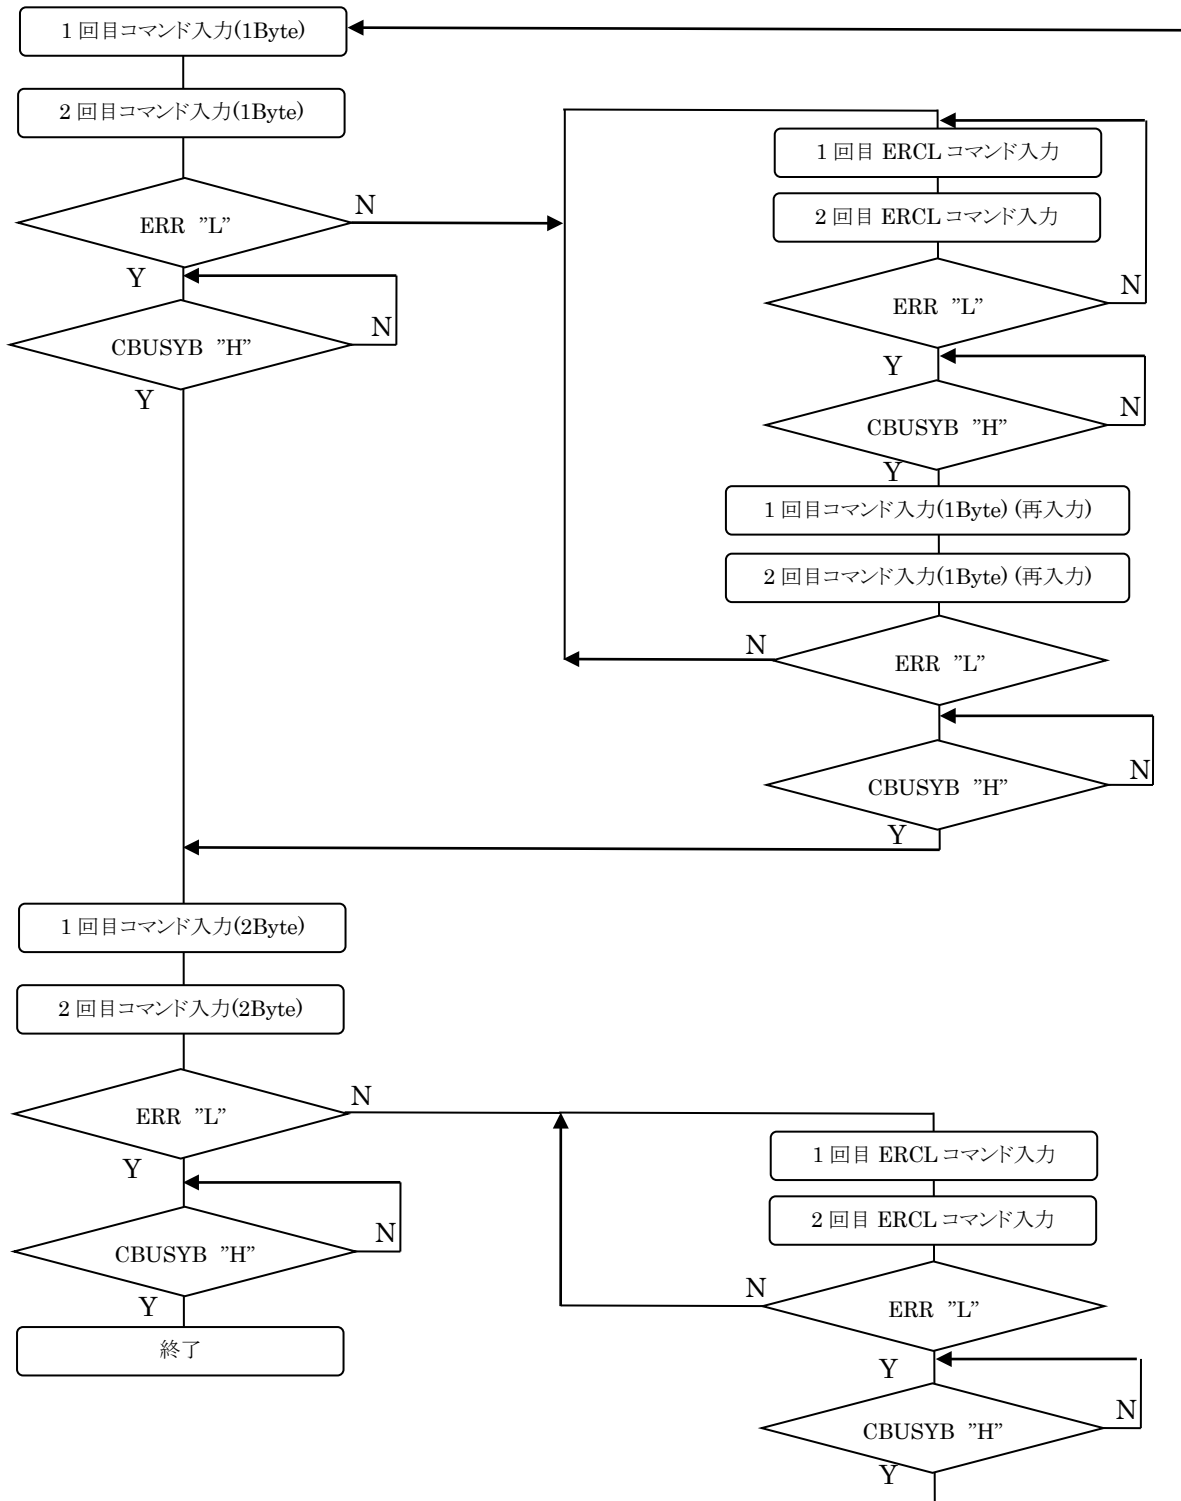 1 回目コマンド入力(1Byte)
2 回目コマンド入力(1Byte)
ERR ”L”
N
Y
CBUSYB ”H”
N
Y
1 回目 ERCL コマンド入力
2 回目 ERCL コマンド入力
ERR ”L”
N
Y
CBUSYB ”H”
N
Y
1 回目コマンド入力(1Byte) (再入力)
2 回目コマンド入力(1Byte) (再入力)
N
ERR ”L”
CBUSYB ”H”
N
Y
1 回目コマンド入力(2Byte)
2 回目コマンド入力(2Byte)
ERR ”L”
N
Y
CBUSYB ”H”
N
Y
終了
1 回目 ERCL コマンド入力
2 回目 ERCL コマンド入力
N
ERR ”L”
Y
CBUSYB ”H”
N
Y